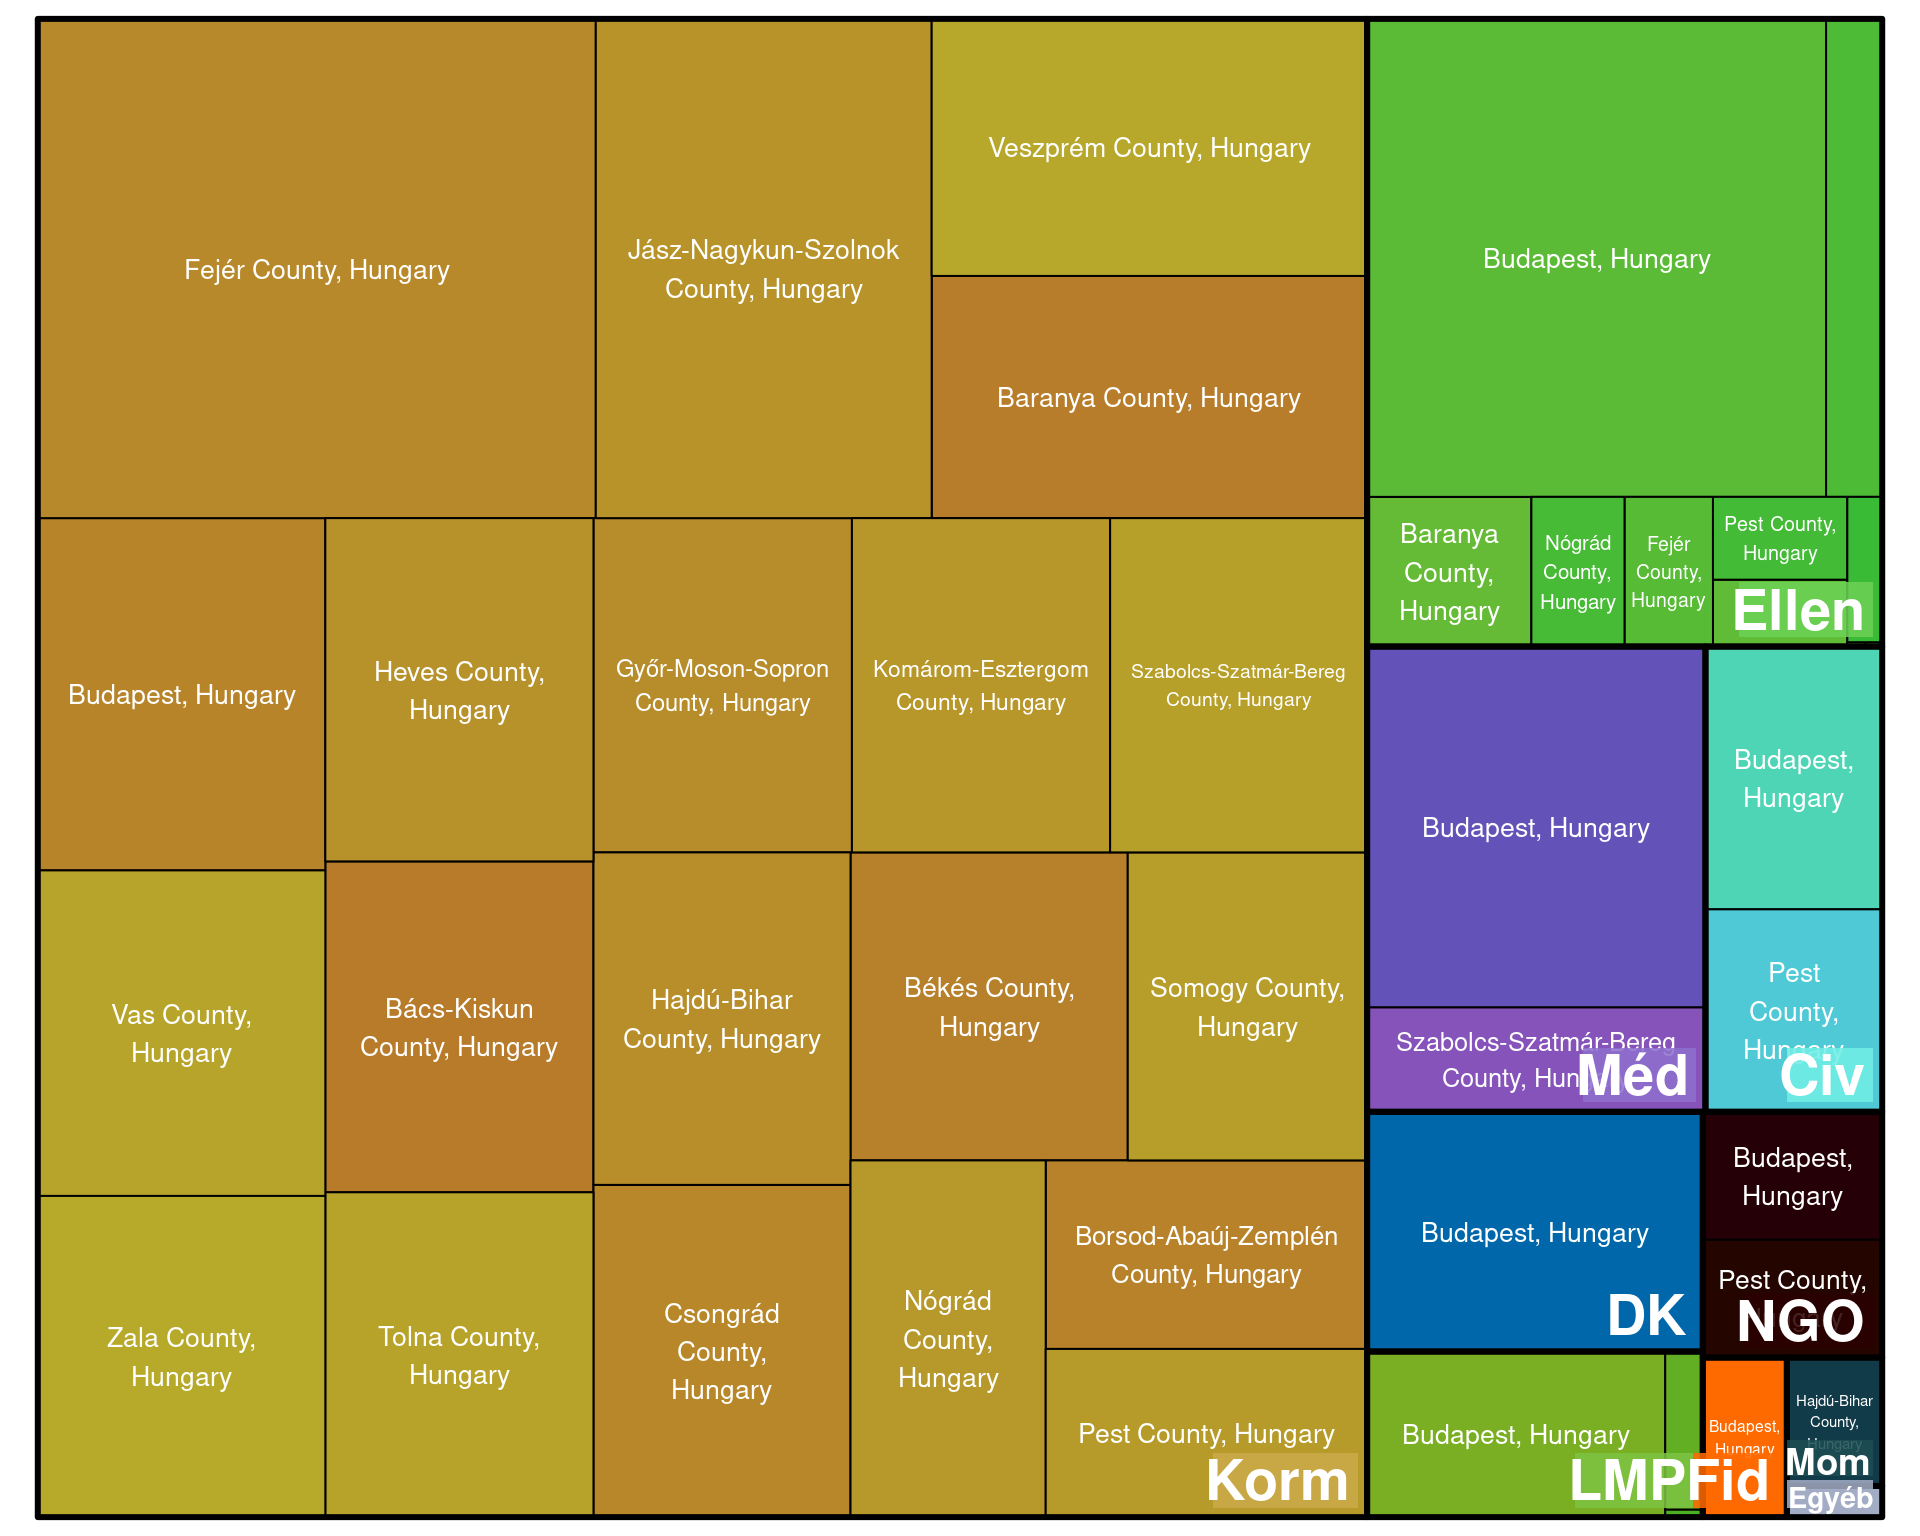 Fejér County, Hungary
Jász-Nagykun-Szolnok
County, Hungary
Veszprém County, Hungary
Baranya County, Hungary
Budapest, Hungary
Heves County,
Hungary
Győr-Moson-Sopron
County, Hungary
Komárom-Esztergom
County, Hungary
Szabolcs-Szatmár-Bereg
County, Hungary
Vas County,
Hungary
Bács-Kiskun
County, Hungary
Hajdú-Bihar
County, Hungary
Békés County,
Hungary
Somogy County,
Hungary
Zala County,
Hungary
Tolna County,
Hungary
Csongrád
County,
Hungary
Nógrád
County,
Hungary
Borsod-Abaúj-Zemplén
County, Hungary
Pest County, Hungary
Korm
Budapest, Hungary
Baranya
County,
Hungary
Nógrád
County,
Hungary
Fejér
County,
Hungary
Pest County,
Hungary
Ellen
Budapest, Hungary
Szabolcs-Szatmár-Bereg
County, Hungary
Méd
Budapest,
Hungary
Pest
County,
Hungary
Civ
Budapest, Hungary
DK
Budapest,
Hungary
Pest County,
NGO
Budapest, Hungary
LMP
Budapest,
Hungary
Fid
Hajdú-Bihar
County,
Hungary
Mom
Egyéb